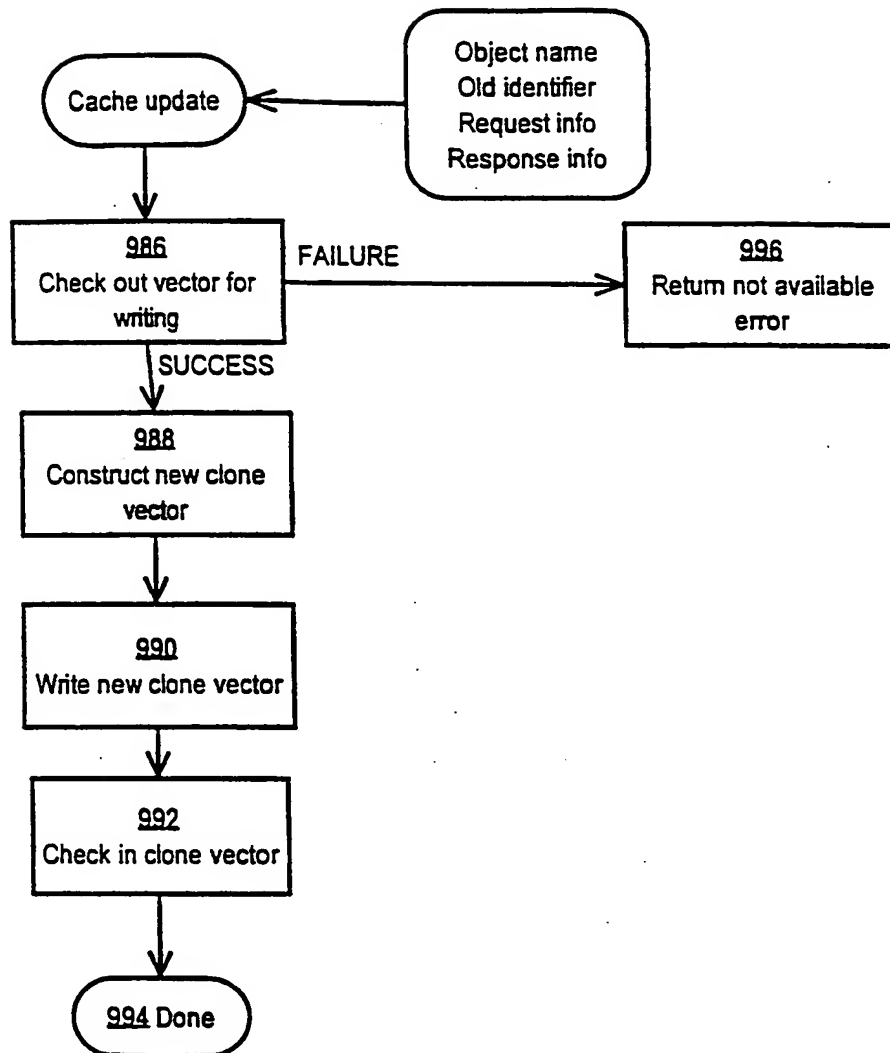 Object name
Old identifier
Request info
Response info
Cache update
986
Check out vector for
writing
FAILURE
996
Return not available
error
SUCCESS
988
Construct new clone
vector
990
Write new clone vector
992
Check in clone vector
994 Done